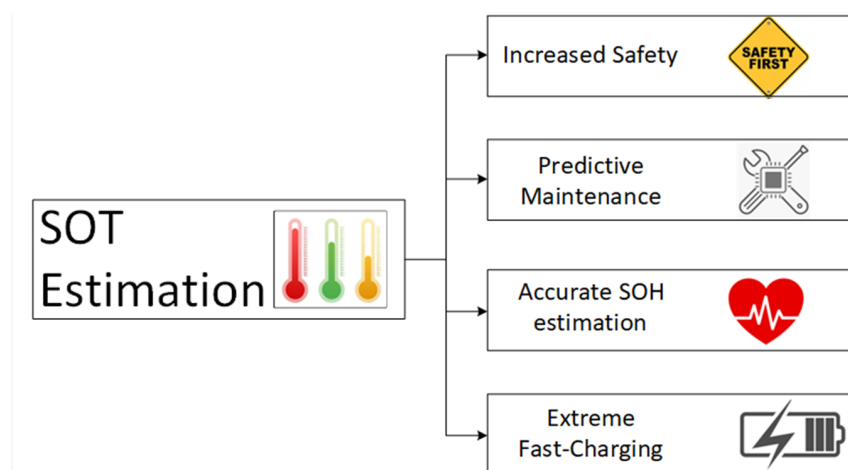 SOT
Estimation
Increased Safety
SAFETY
FIRST
Predictive
Maintenance
Accurate SOH
estimation
Extreme
Fast-Charging